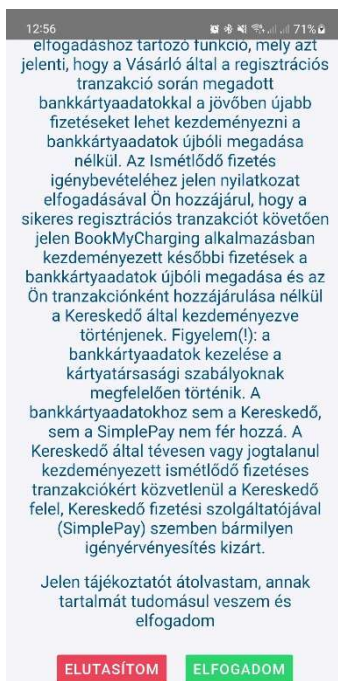 12:56
71%
elfogadáshoz tartozó funkció, mely azt
jelenti, hogy a Vásárló által a regisztrációs
tranzakció során megadott
bankkártyaadatokkal a jövőben újabb
fizetéseket lehet kezdeményezni a
bankkártyaadatok újbóli megadása
nélkül. Az Ismétlődő fizetés
igénybevételéhez jelen nyilatkozat
elfogadásával Ön hozzájárul, hogy a
sikeres regisztrációs tranzakciót követően
jelen BookMyCharging alkalmazásban
kezdeményezett későbbi fizetések a
bankkártyaadatok újbóli megadása és az
Ön tranzakciónként hozzájárulása nélkül
a Kereskedő által kezdeményezve
történjenek. Figyelem(!): a
bankkártyaadatok kezelése a
kártyatársasági szabályoknak
megfelelően történik. A
bankkártyaadatokhoz sem a Kereskedő,
sem a SimplePay nem fér hozzá. A
Kereskedő által tévesen vagy jogtalanul
kezdeményezett ismétlődő fizetéses
tranzakciókért közvetlenül a Kereskedő
felel, Kereskedő fizetési szolgáltatójával
(SimplePay) szemben bármilyen
igényérvényesítés kizárt.
Jelen tájékoztatót átolvastam, annak
tartalmát tudomásul veszem és
elfogadom
ELUTASÍTOM ELFOGADOM